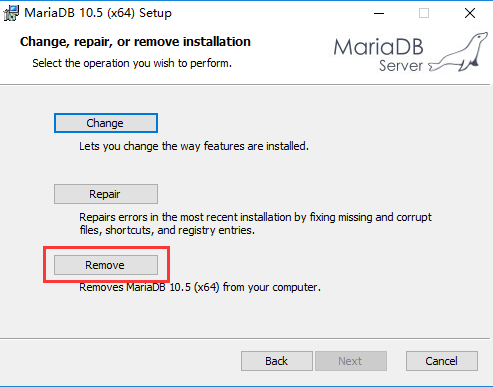 MariaDB 10.5 (x64) Setup
Change, repair, or remove installation
Select the operation you wish to perform.
MariaDB
Server
Change
Lets you change the way features are installed.
Repair
Repairs errors in the most recent installation by fixing missing and corrupt
files, shortcuts, and registry entries.
Remove
Removes MariaDB 10.5 (x64) from your computer.
Back
Next
Cancel